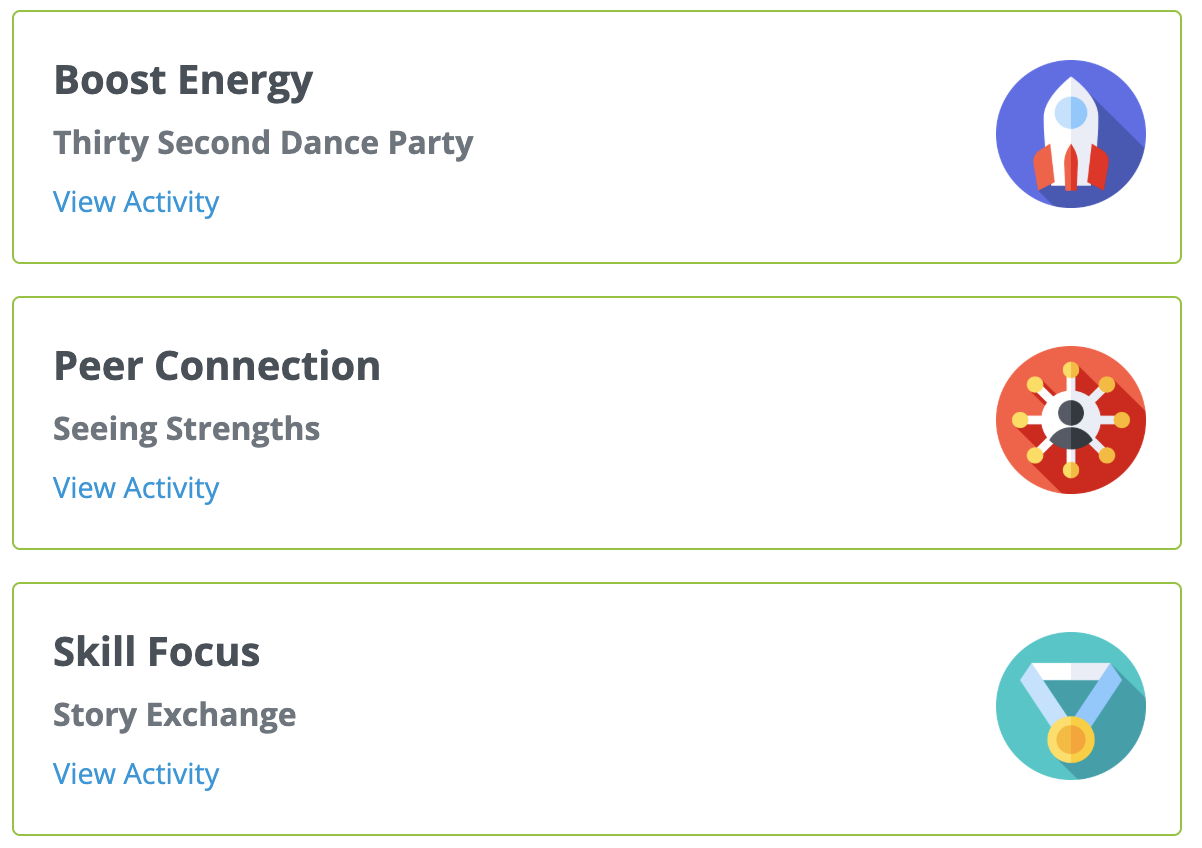 Boost Energy
Thirty Second Dance Party
View Activity
Peer Connection
Seeing Strengths
View Activity
Skill Focus
Story Exchange
View Activity